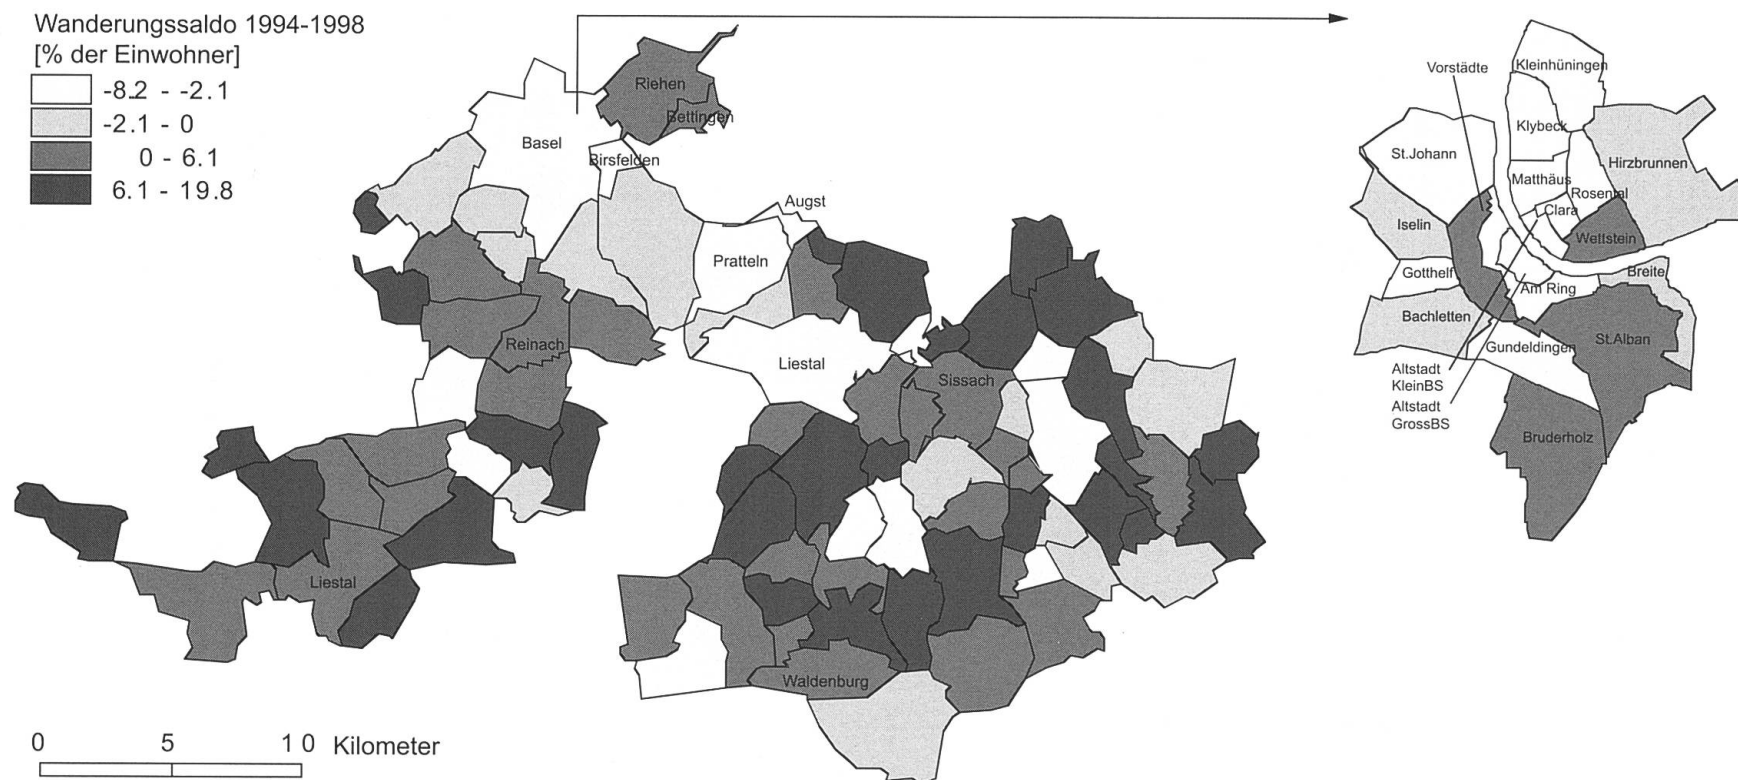 Wanderungssaldo 1994-1998
[% der Einwohner]
-8.2 - -2.1
-2.1 - 0
0 - 6.1
6.1 - 19.8
Riehen
Bettingen
Basel
Birsfelden
Augst
Pratteln
Reinach
Liestal
Sissach
Liestal
Waldenburg
0 5 10 Kilometer
Vorstädte
Kleinhüningen
Klybeck
St.Johann
Hirzbrunnen
Matthäus
Rosental
Clara
Iselin
Wettstein
Gotthelf
Breite
Am Ring
Bachletten
Gundeldingen
St.Alban
Altstadt
KleinBS
Altstadt
GrossBS
Bruderholz